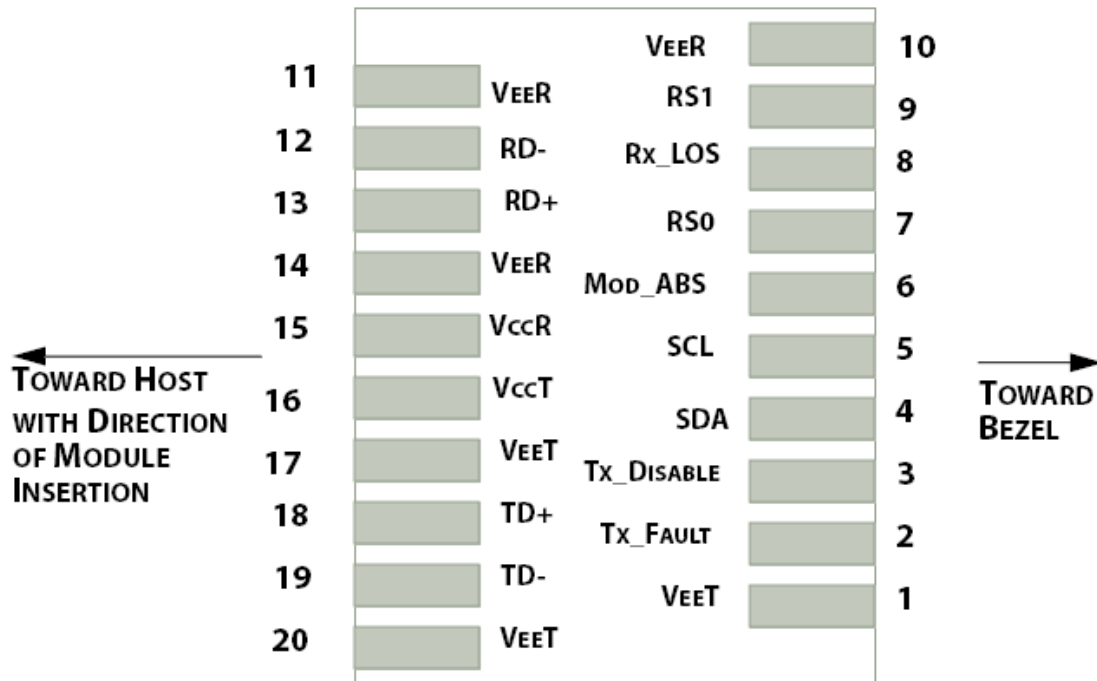 11 VEER
12 RD-
13 RD+
14 VEER
15 VCCR
16 VCCT
17 VEET
18 TD+
19 TD-
20 VEET
VEER 10
RS1 9
RX_LOS 8
RS0 7
MOD_ABS 6
SCL 5
SDA 4
TX_DISABLE 3
TX_FAULT 2
VEET 1
TOWARD HOST
WITH DIRECTION
OF MODULE
INSERTION
TOWARD
BEZEL